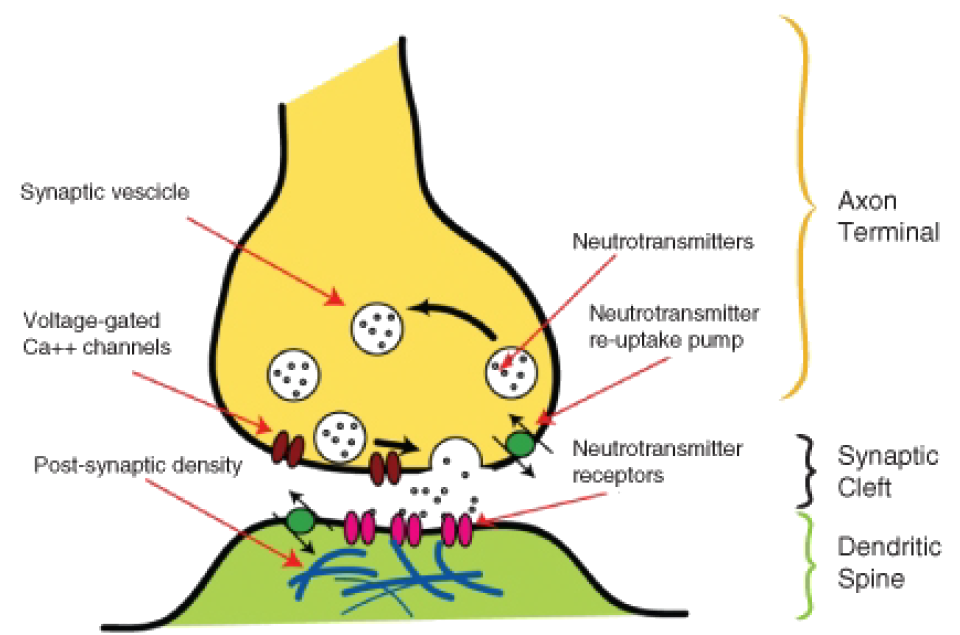 Synaptic vescicle
Voltage-gated
Ca++ channels
Post-synaptic density
Neutrotransmitters
Neutrotransmitter
re-uptake pump
Neutrotransmitter
receptors
Axon
Terminal
Synaptic
Cleft
Dendritic
Spine